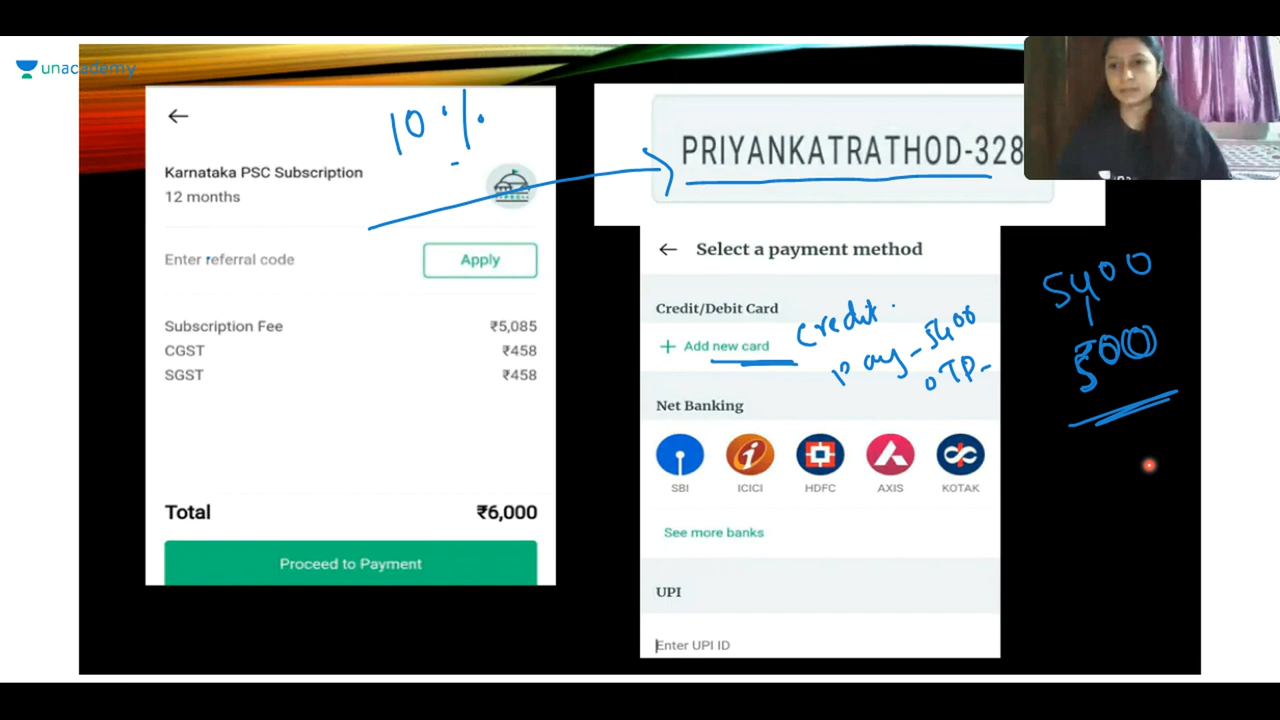 unacademy
10%
Karnataka PSC Subscription
12 months
Enter referral code
Apply
Subscription Fee ₹5,085
CGST ₹458
SGST ₹458
Total ₹6,000
Proceed to Payment
PRIYANKATRATHOD-328
Select a payment method
Credit/Debit Card
+ Add new card
Credit
pay - 5400
OTP -
Net Banking
SBI ICICI HDFC AXIS KOTAK
See more banks
UPI
Enter UPI ID
5400
500